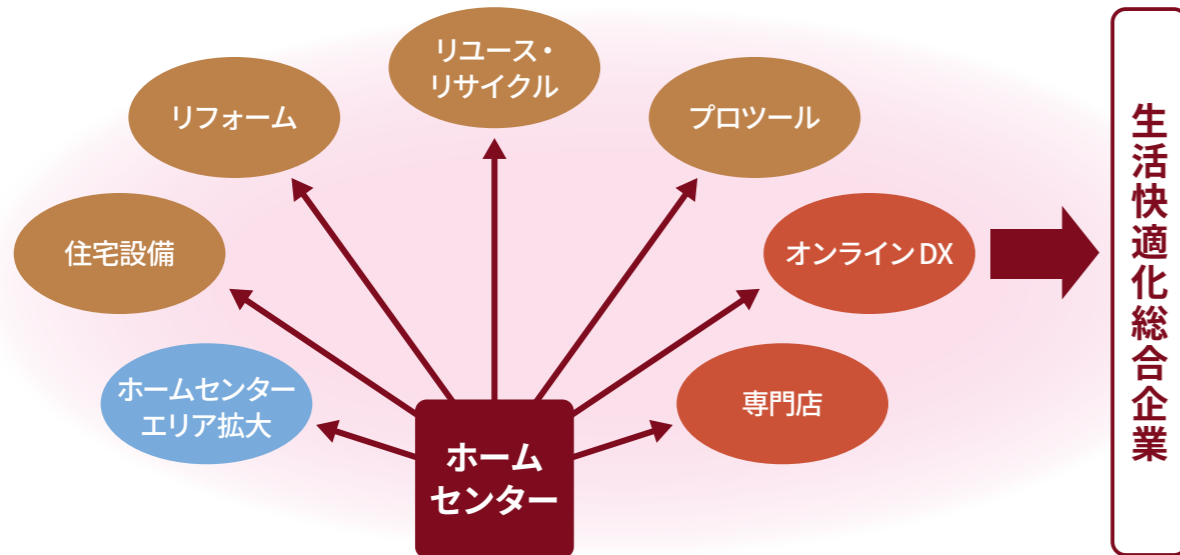 リユース・
リサイクル
リフォーム
プロツール
住宅設備
オンライン DX
ホームセンター
エリア拡大
専門店
ホーム
センター
生活快適化総合企業